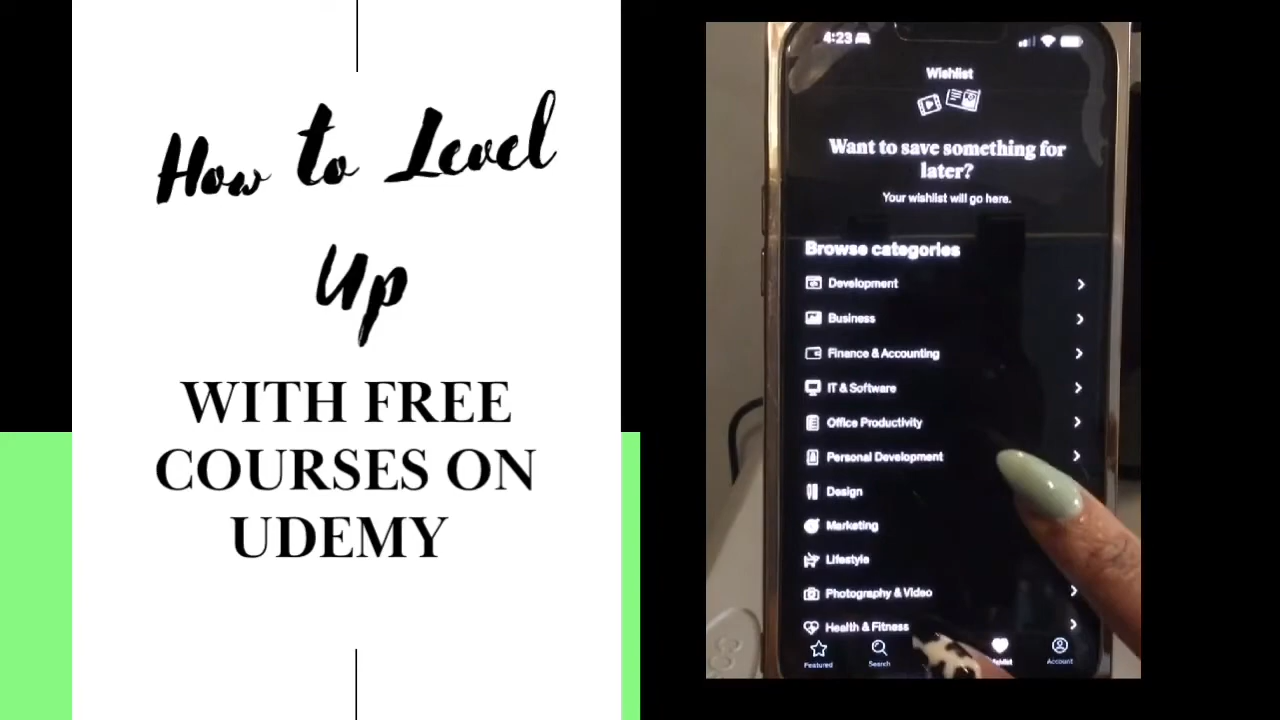 How to Level
Up
WITH FREE
COURSES ON
UDEMY
4:23
Wishlist
Want to save something for
later?
Your wishlist will go here.
Browse categories
Development
Business
Finance & Accounting
IT & Software
Office Productivity
Personal Development
Design
Marketing
Lifestyle
Photography & Video
Health & Fitness
Featured
Search
Account